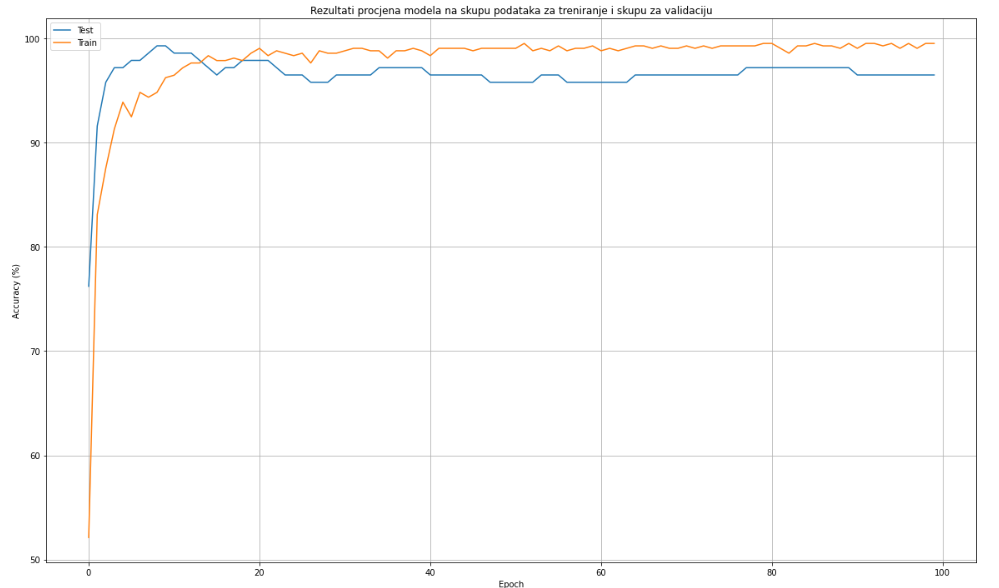 Rezultati procjena modela na skupu podataka za treniranje i skupu za validaciju
Test
Train
100
90
80
70
60
50
Accuracy (%)
0 20 40 60 80 100
Epoch